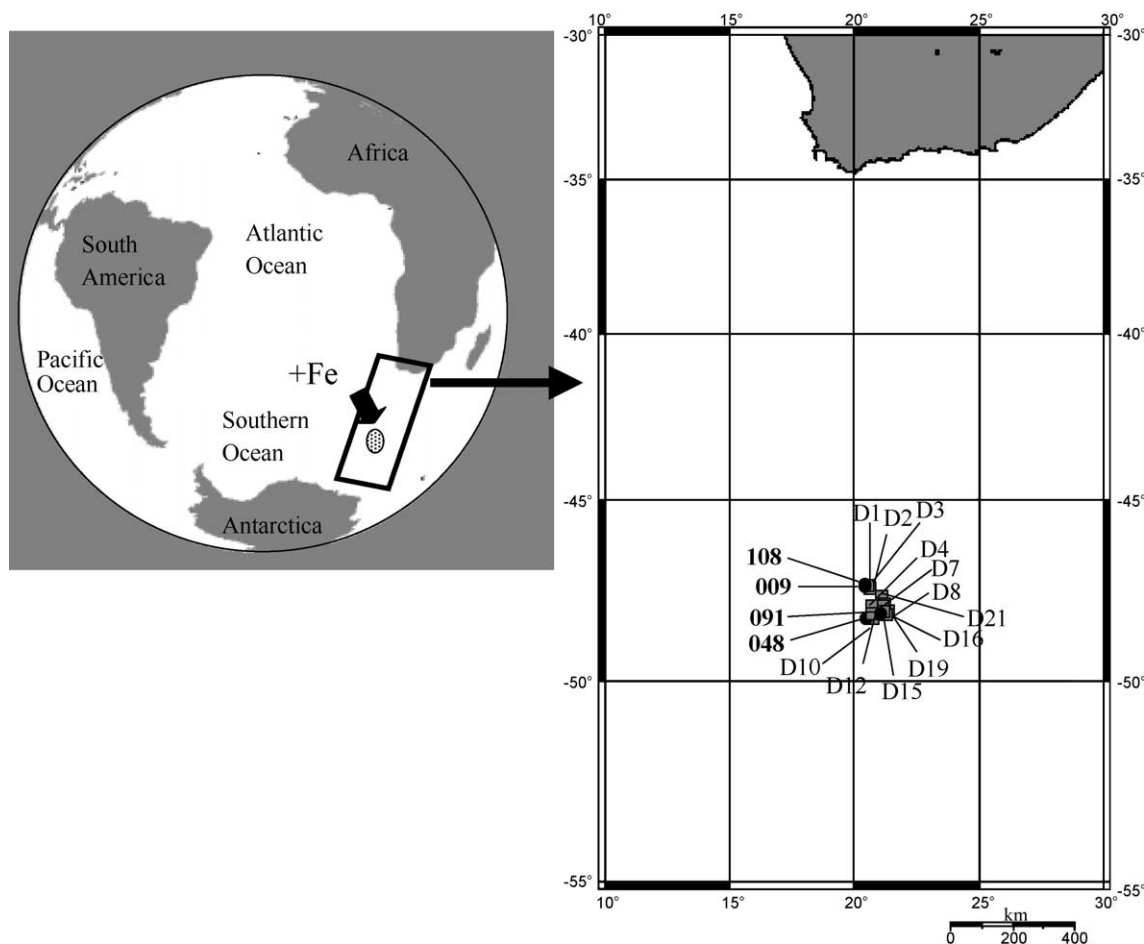 Africa
South
America
Atlantic
Ocean
Pacific
Ocean
+Fe
Southern
Ocean
Antarctica
10° 15° 20° 25° 30°
-30° -30°
-35° -35°
-40° -40°
-45° -45°
D1 D2 D3
108 D4
009 D7
D8
091 D21
048 D16
D10 D19
D12 D15
-50° -50°
-55° -55°
10° 15° 20° 25° 30°
km
0 200 400